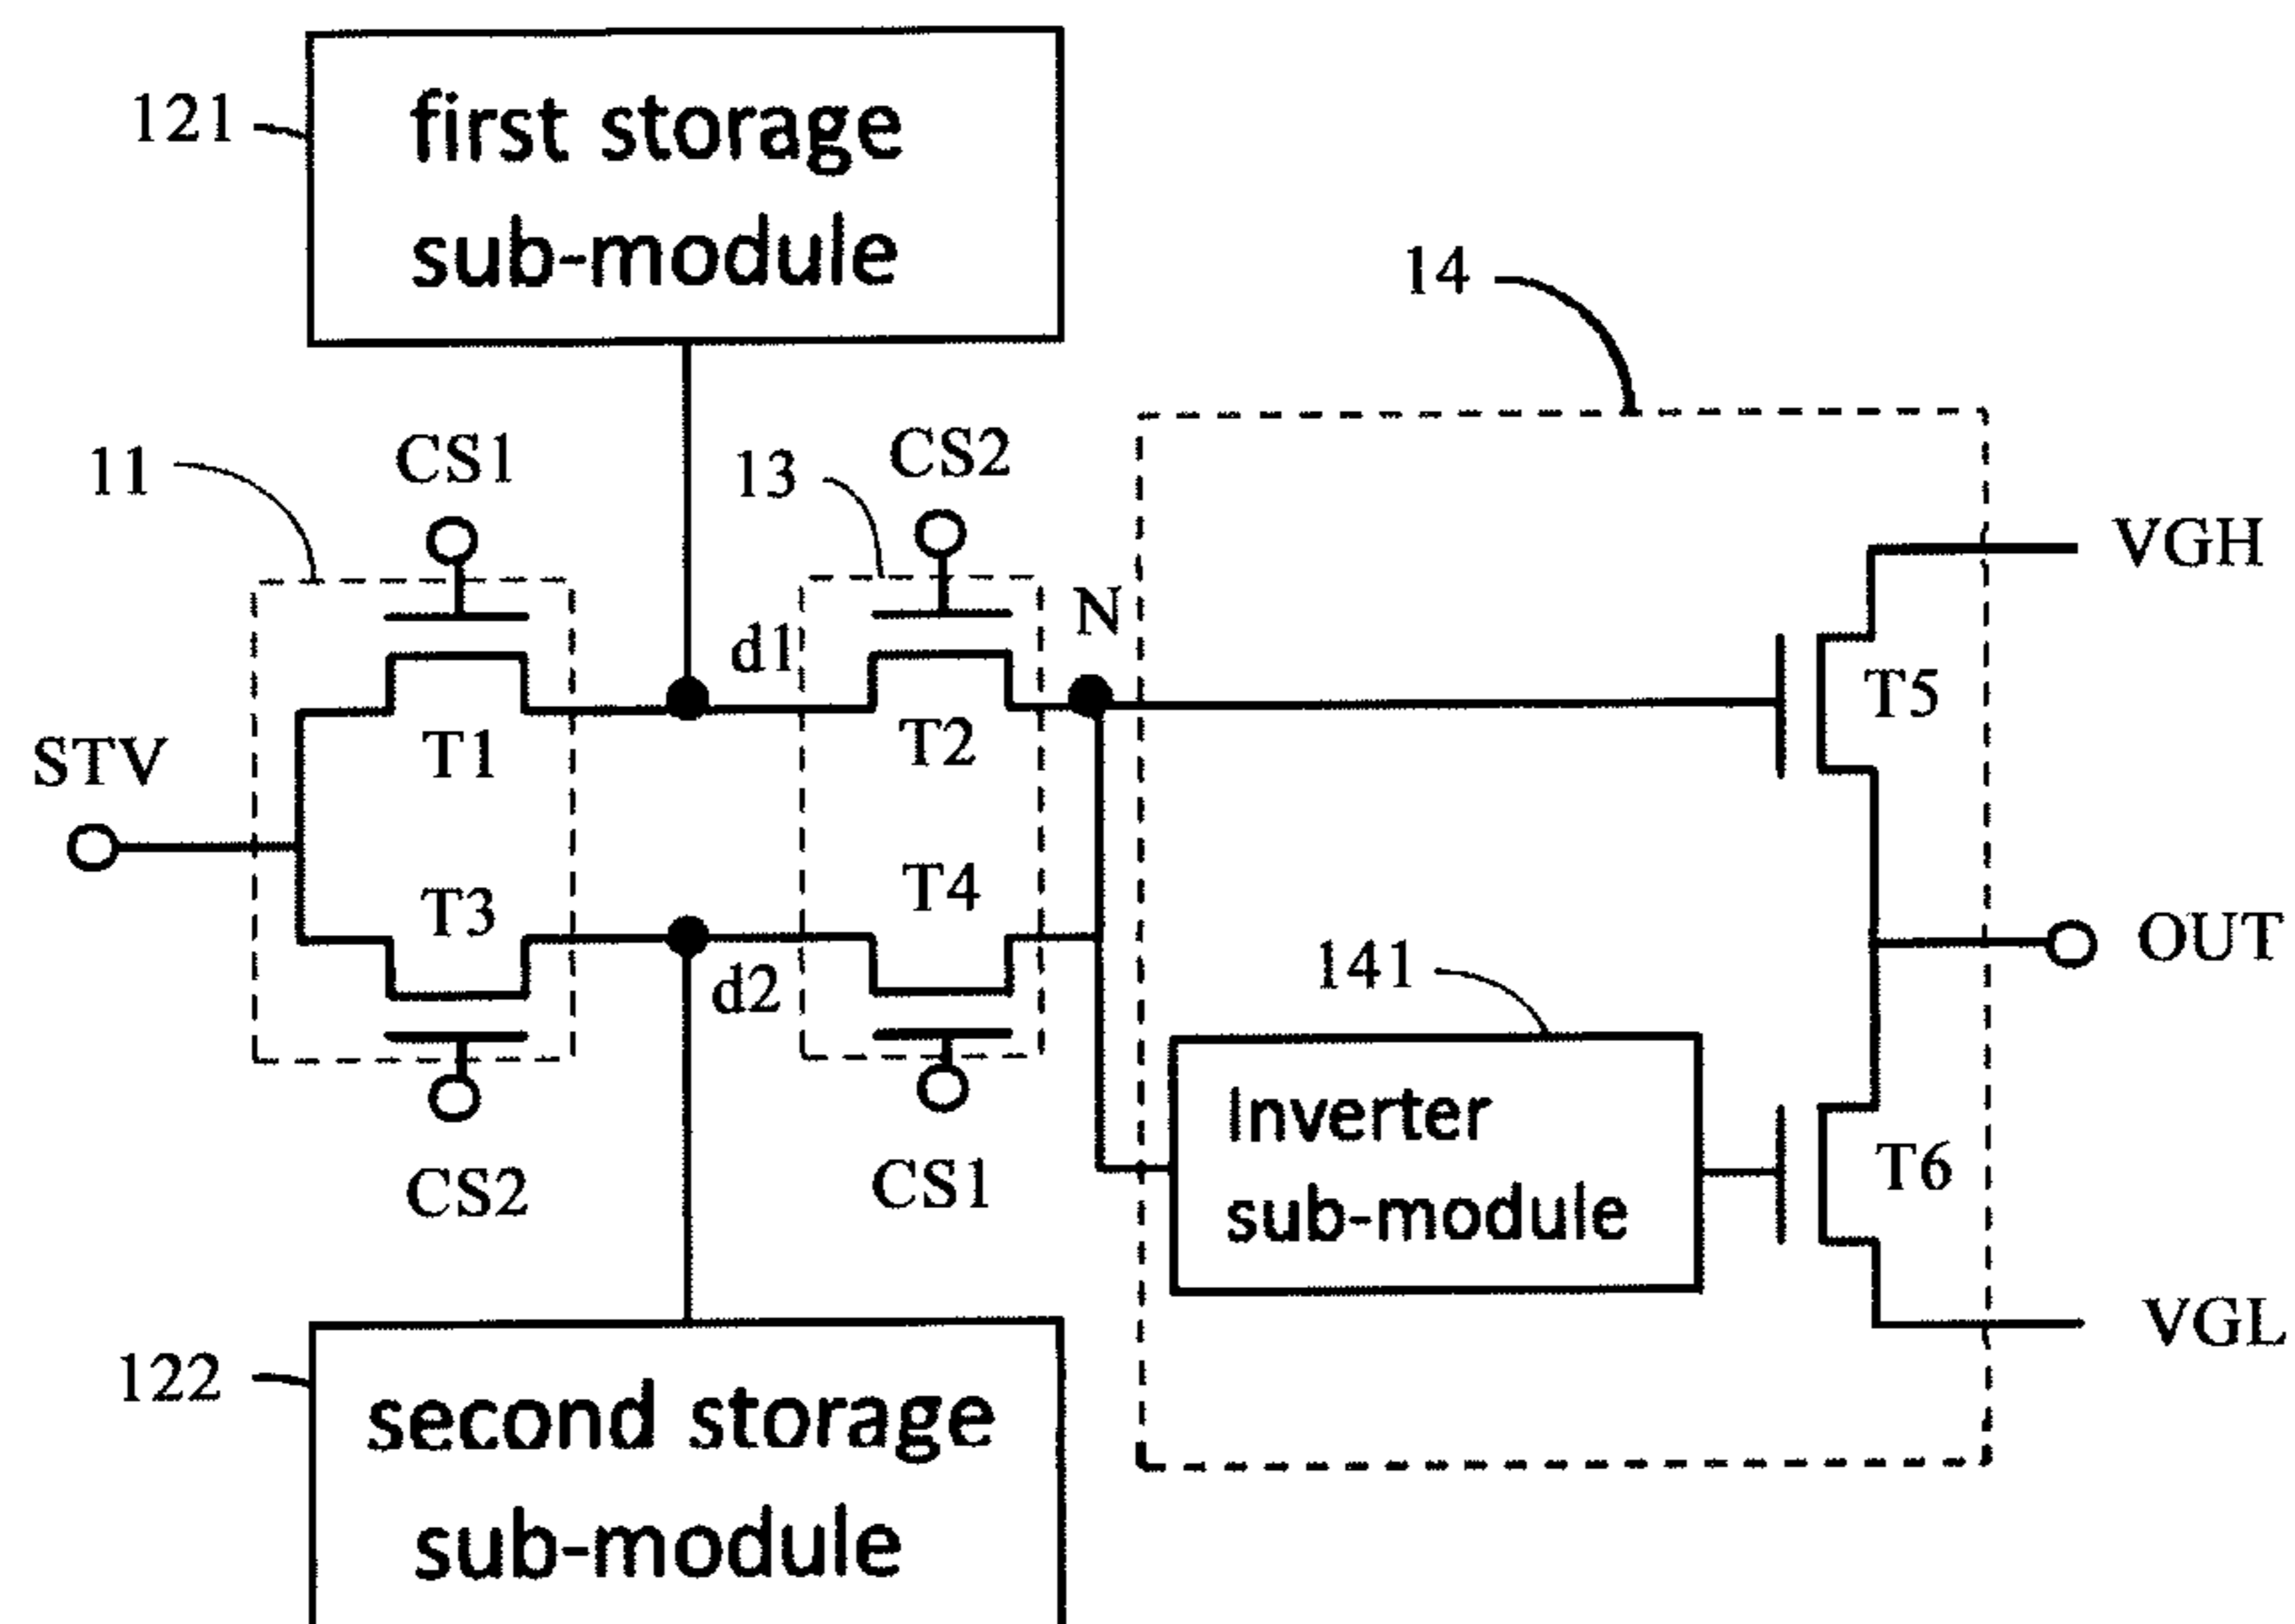 121
first storage
sub-module
14
11
CS1
13
CS2
N
VGH
d1
T5
T1
T2
STV
T3
T4
OUT
141
d2
Inverter
sub-module
T6
CS2
CS1
VGL
122
second storage
sub-module